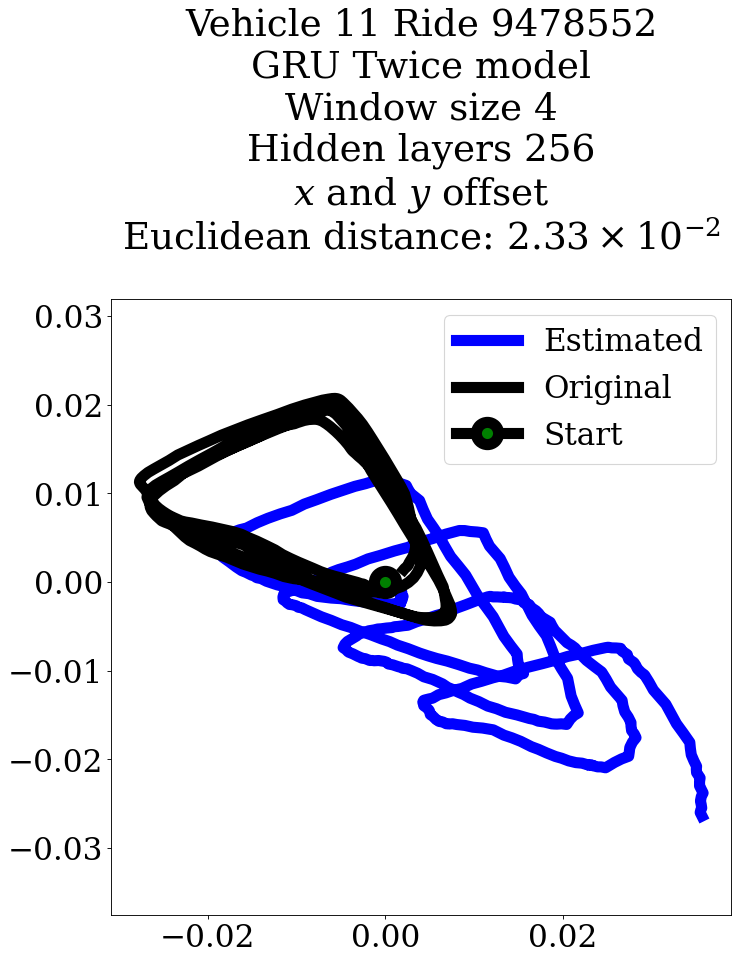 Vehicle 11 Ride 9478552
GRU Twice model
Window size 4
Hidden layers 256
x and y offset
Euclidean distance: 2.33 × 10⁻²
Estimated
Original
Start
0.03
0.02
0.01
0.00
−0.01
−0.02
−0.03
−0.02 0.00 0.02